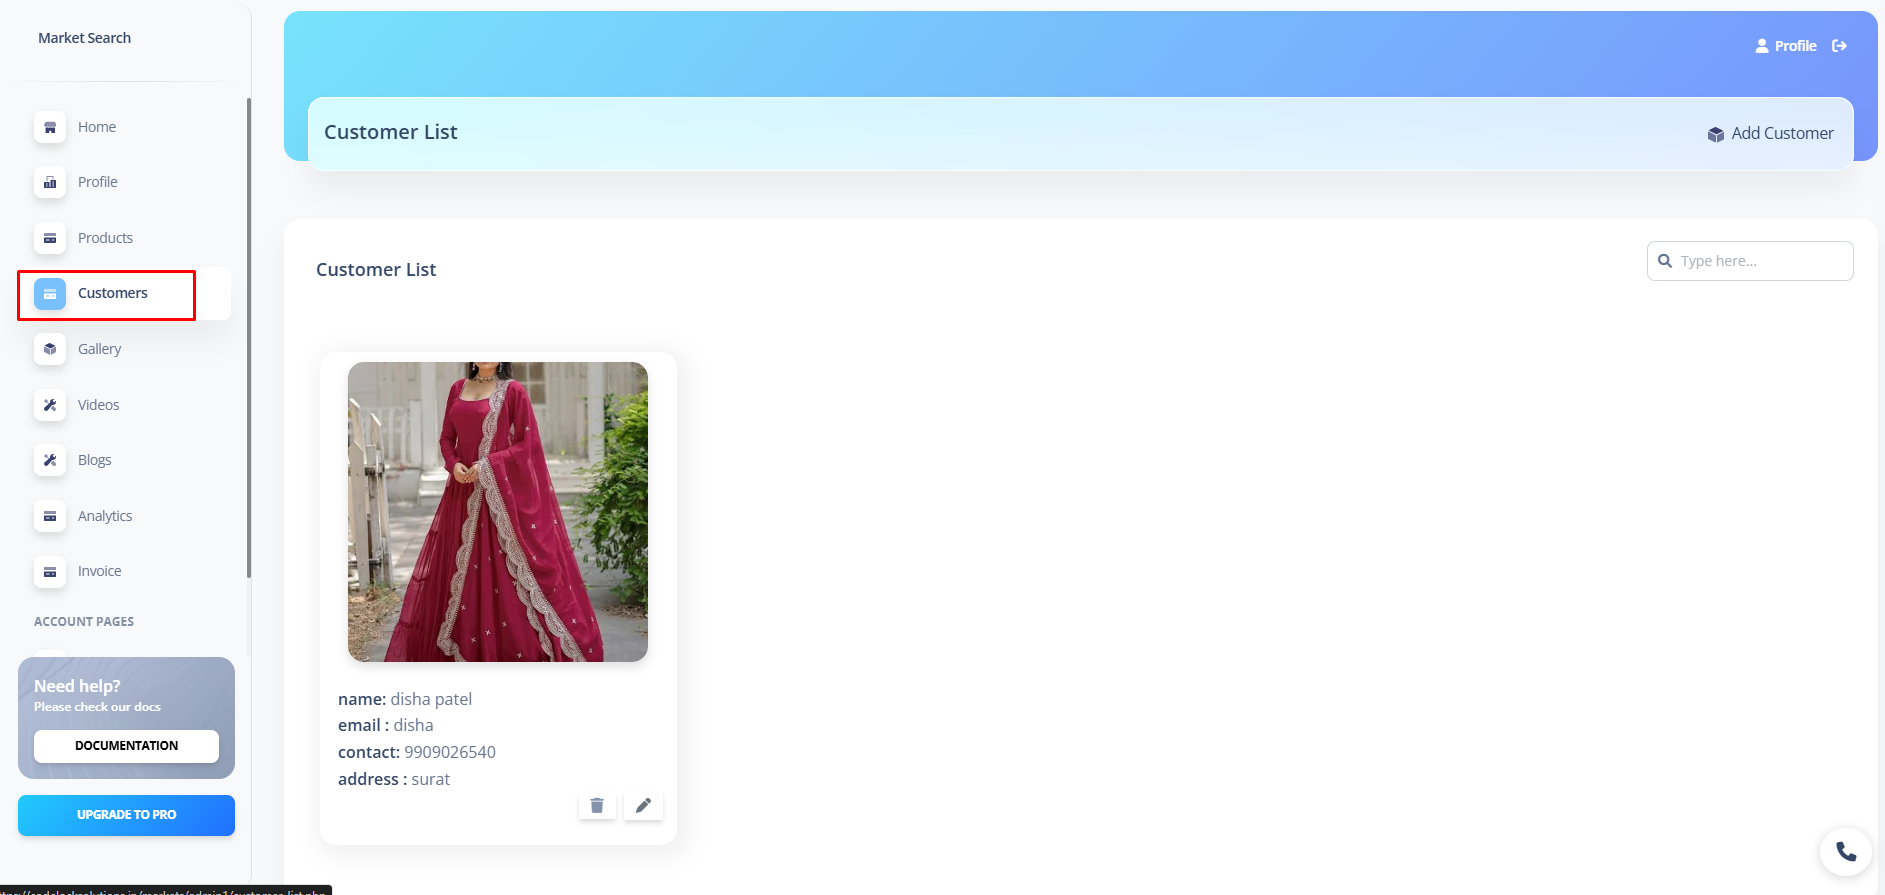 Market Search
Profile
Customer List
Add Customer
Home
Profile
Products
Customers
Gallery
Videos
Blogs
Analytics
Invoice
ACCOUNT PAGES
Need help?
Please check our docs
DOCUMENTATION
UPGRADE TO PRO
Customer List
Type here...
name: disha patel
email : disha
contact: 9909026540
address : surat